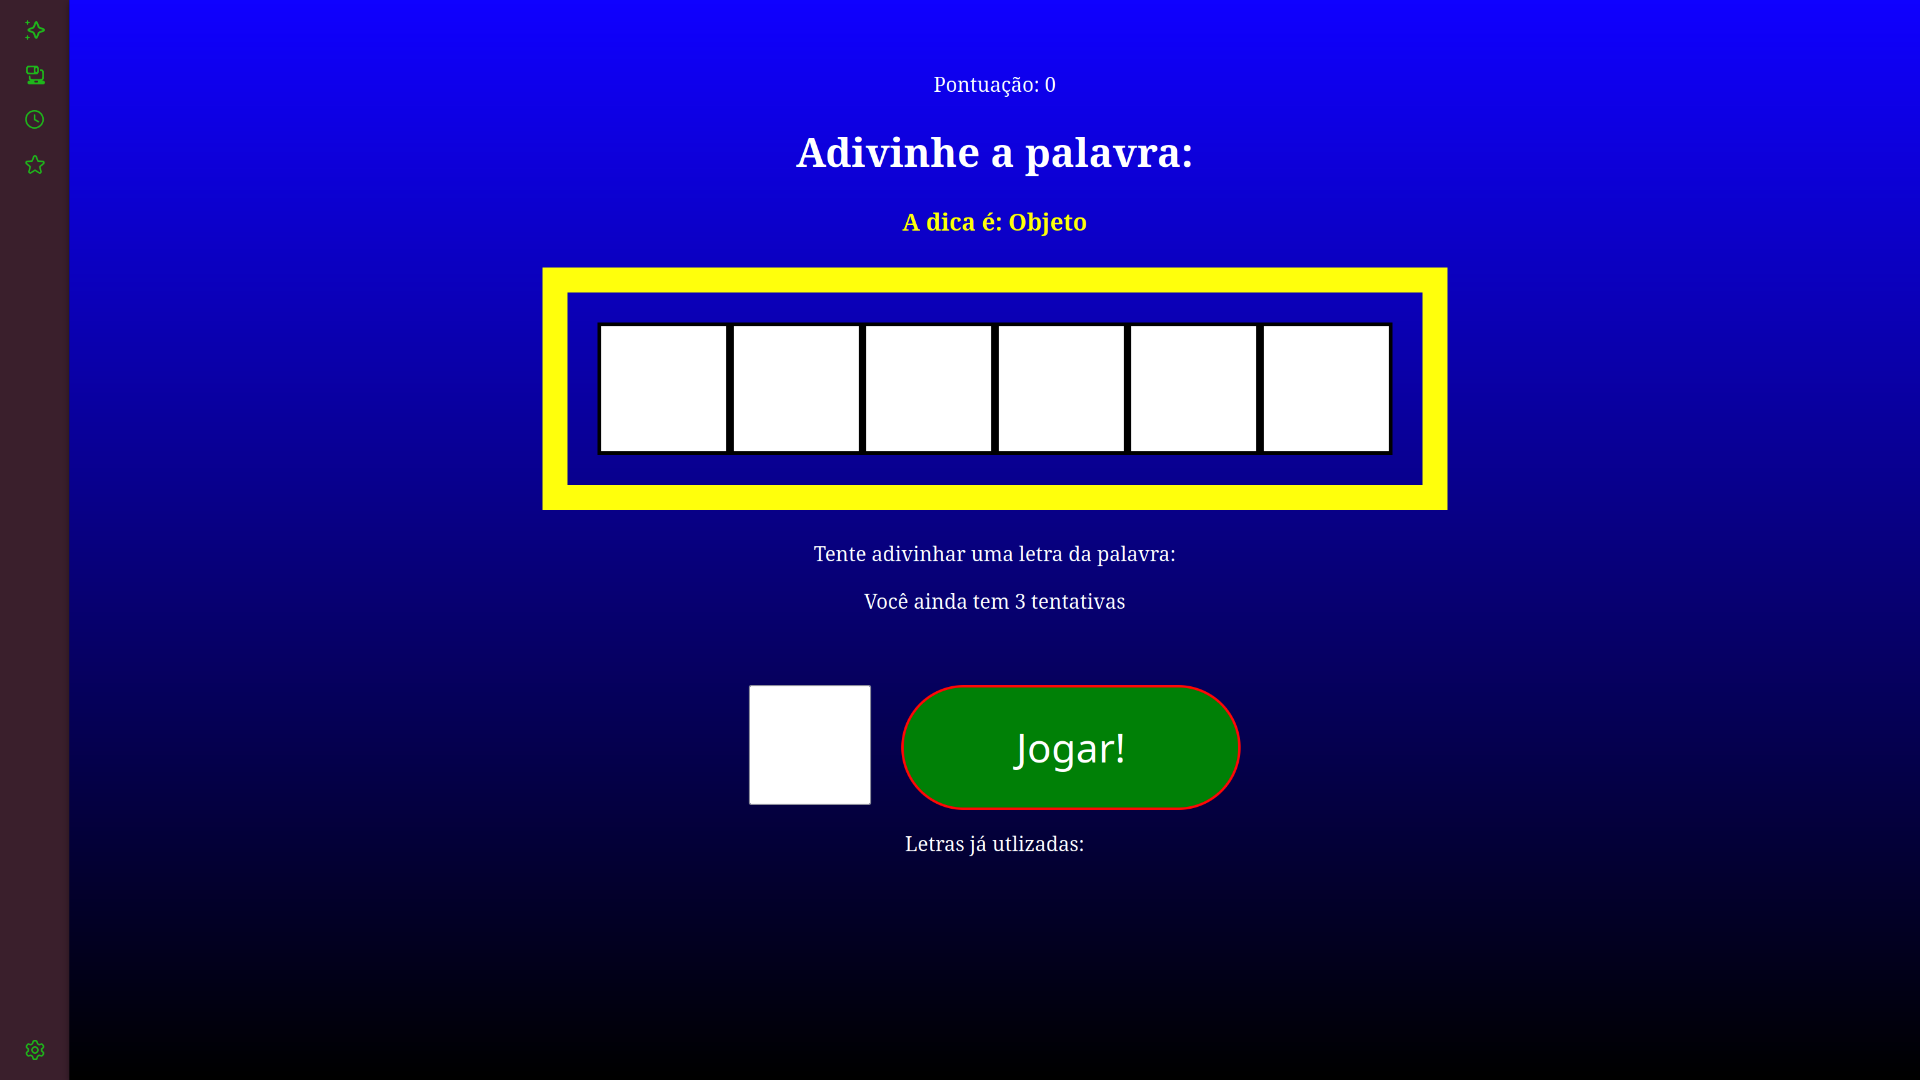 Pontuação: 0
Adivinhe a palavra:
A dica é: Objeto
Tente adivinhar uma letra da palavra:
Você ainda tem 3 tentativas
Jogar!
Letras já utlizadas: